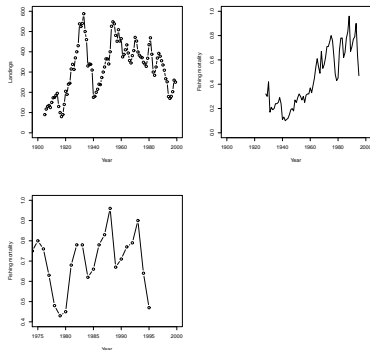 Landings
0 100 200 300 400 500 600
1900 1920 1940 1960 1980 2000
Year
Fishing mortality
0.0 0.2 0.4 0.6 0.8 1.0
1900 1920 1940 1960 1980 2000
Year
Fishing mortality
0.4 0.5 0.6 0.7 0.8 0.9 1.0
1975 1980 1985 1990 1995 2000
Year